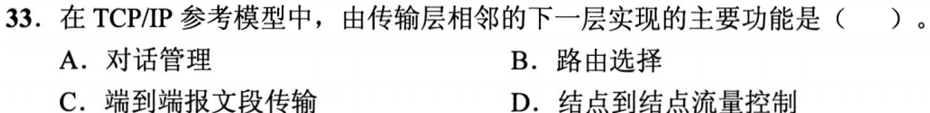 33．在 TCP/IP 参考模型中，由传输层相邻的下一层实现的主要功能是（ ）。
A．对话管理 B．路由选择
C．端到端报文段传输 D．结点到结点流量控制